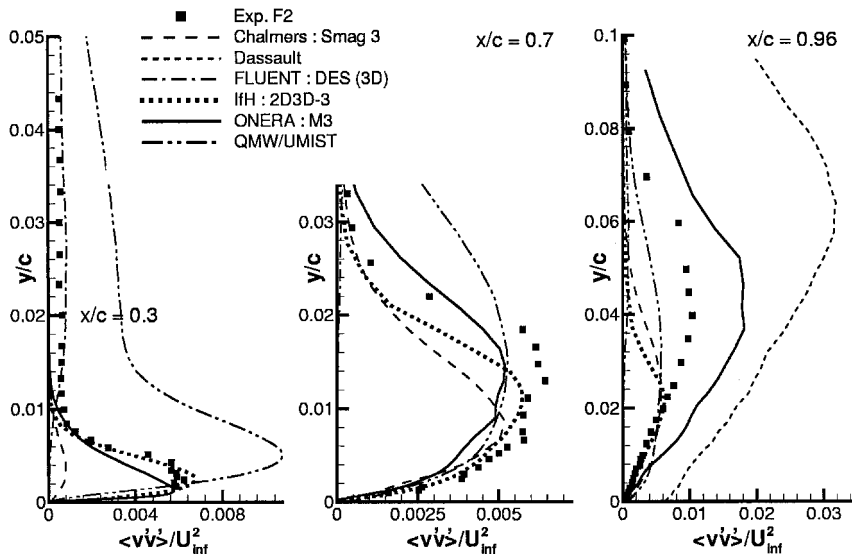 Exp. F2
Chalmers : Smag 3
Dassault
FLUENT : DES (3D)
IfH : 2D3D-3
ONERA : M3
QMW/UMIST
x/c = 0.3
x/c = 0.7
x/c = 0.96
y/c
0.05
0.04
0.03
0.02
0.01
0
0 0.004 0.008
<v'v'>/U²inf
y/c
0.03
0.02
0.01
0
0 0.0025 0.005
<v'v'>/U²inf
y/c
0.1
0.08
0.06
0.04
0.02
0
0 0.01 0.02 0.03
<v'v'>/U²inf